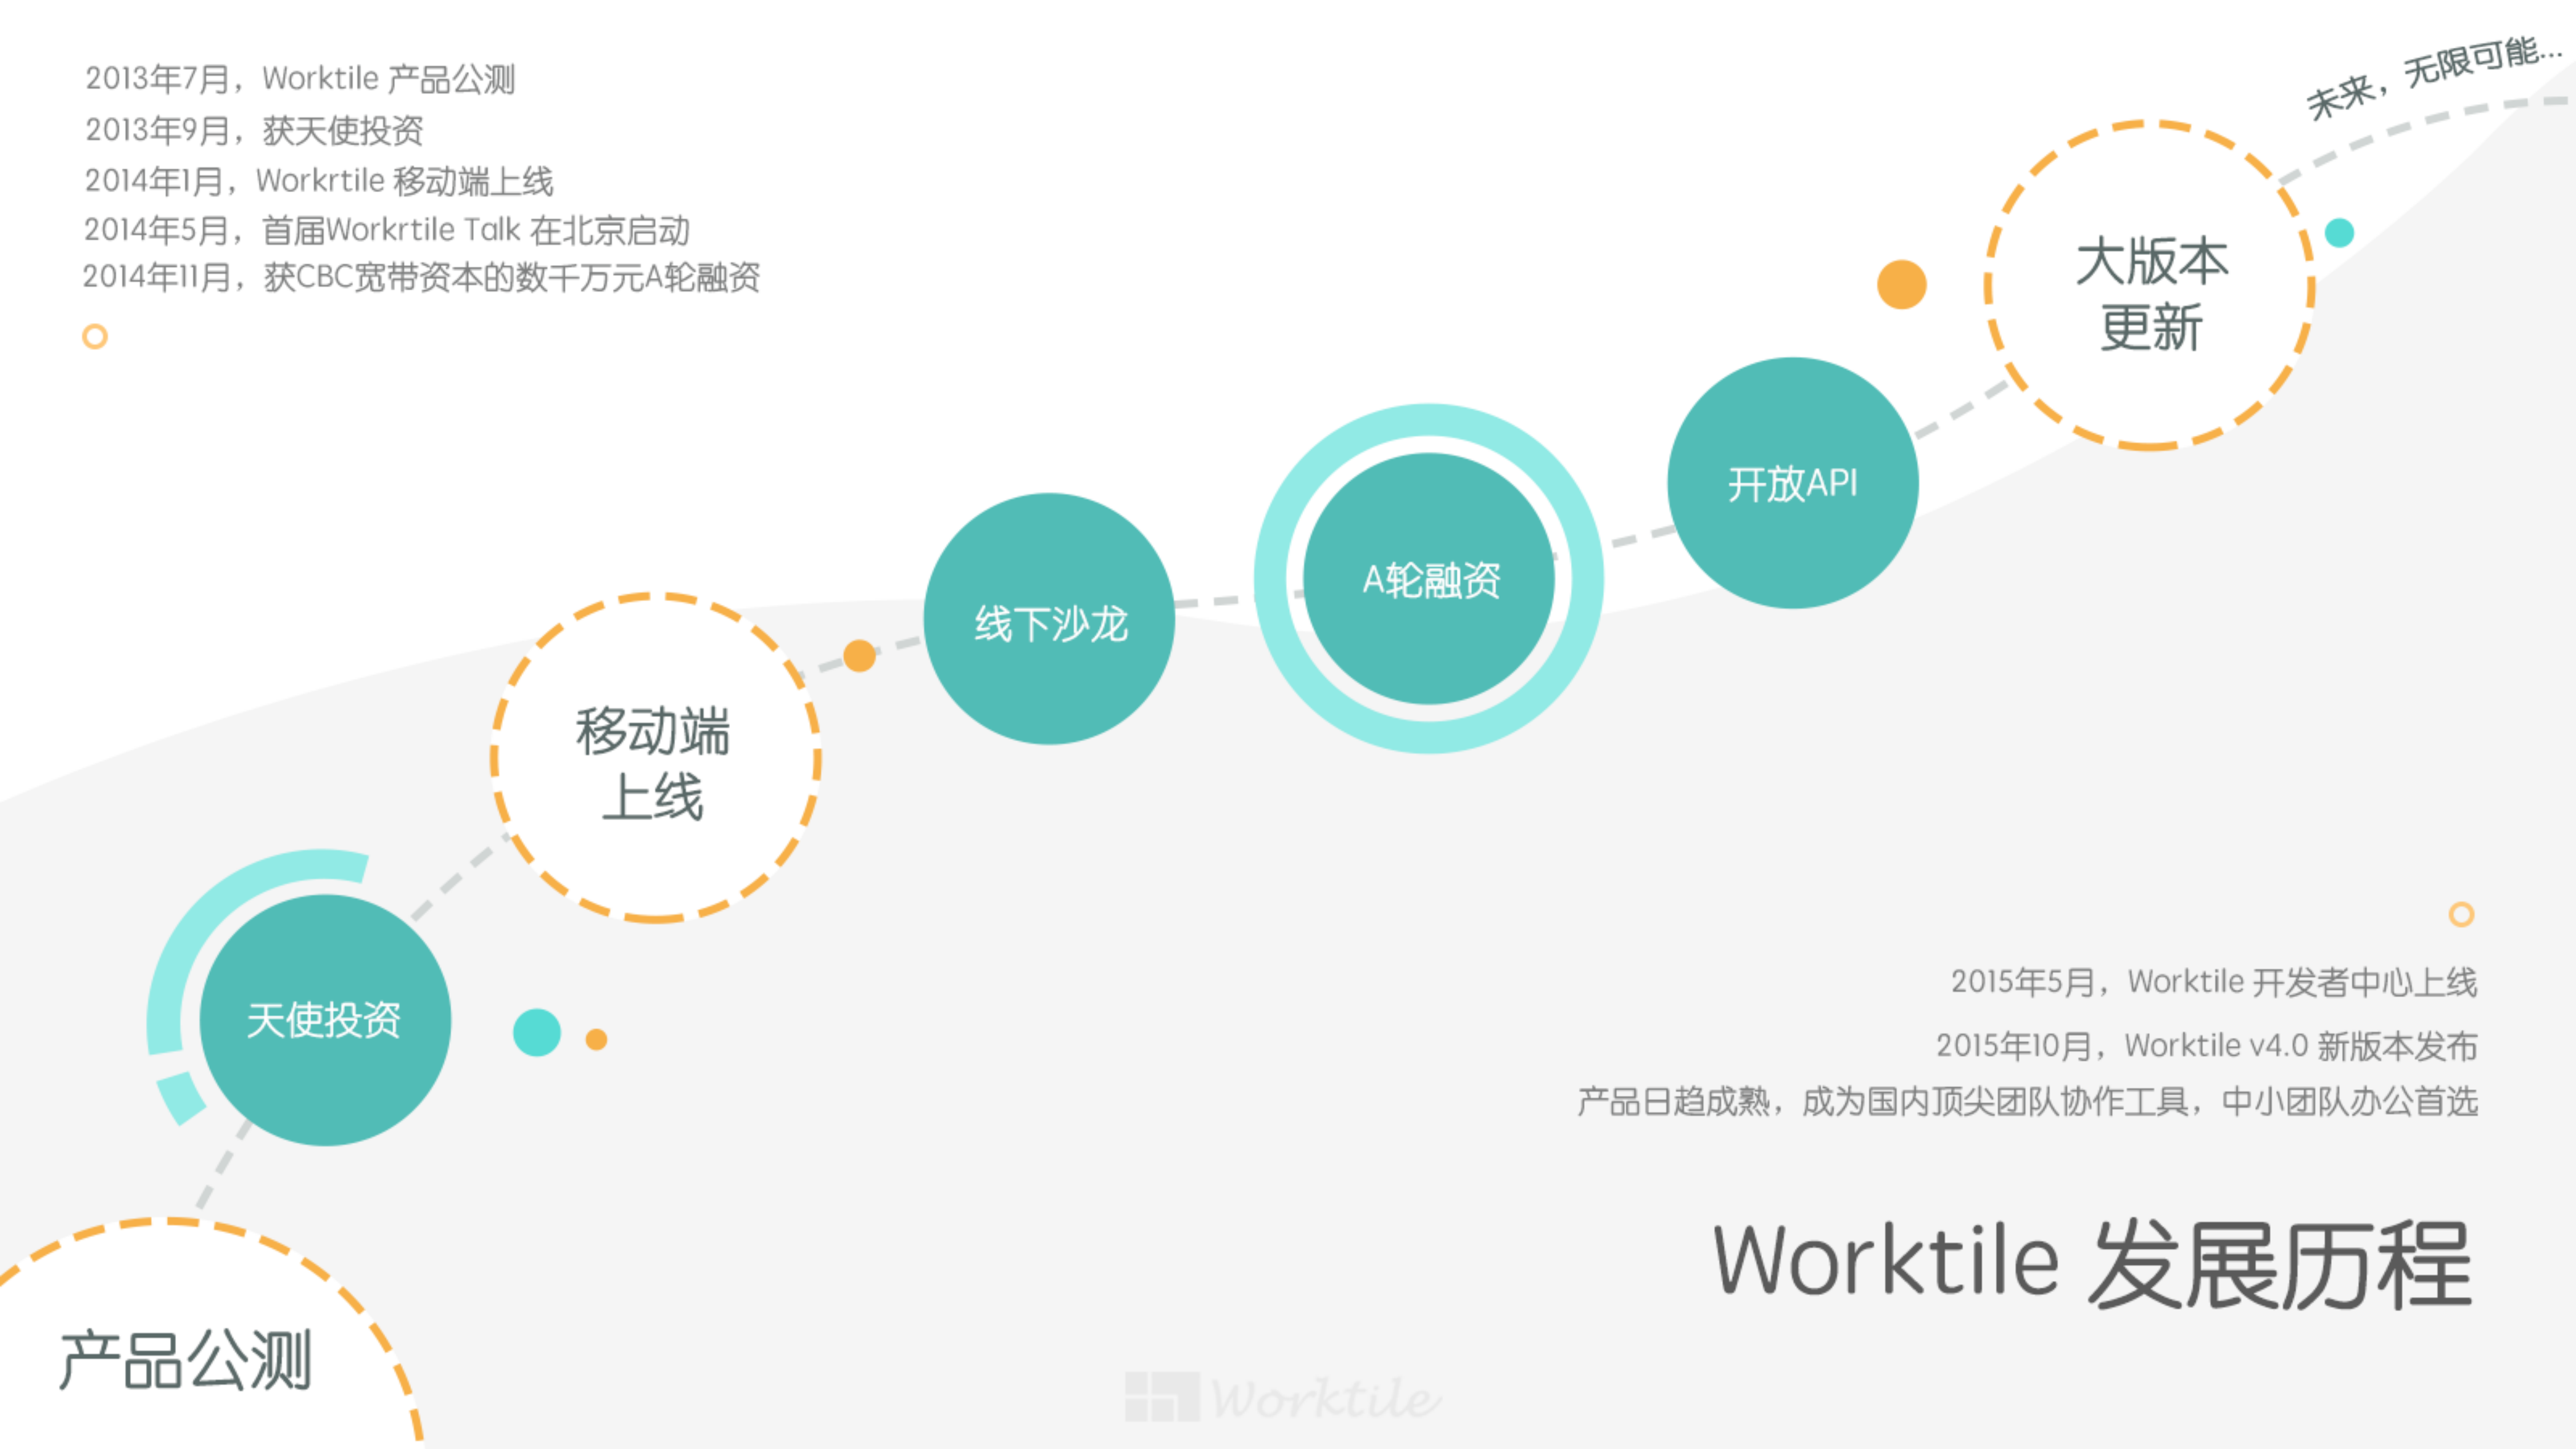 2013年7月，Worktile 产品公测
2013年9月，获天使投资
2014年1月，Workrtile 移动端上线
2014年5月，首届Workrtile Talk 在北京启动
2014年11月，获CBC宽带资本的数千万元A轮融资
未来，无限可能...
大版本
更新
开放API
A轮融资
线下沙龙
移动端
上线
天使投资
产品公测
2015年5月，Worktile 开发者中心上线
2015年10月，Worktile v4.0 新版本发布
产品日趋成熟，成为国内顶尖团队协作工具，中小团队办公首选
Worktile 发展历程
Worktile